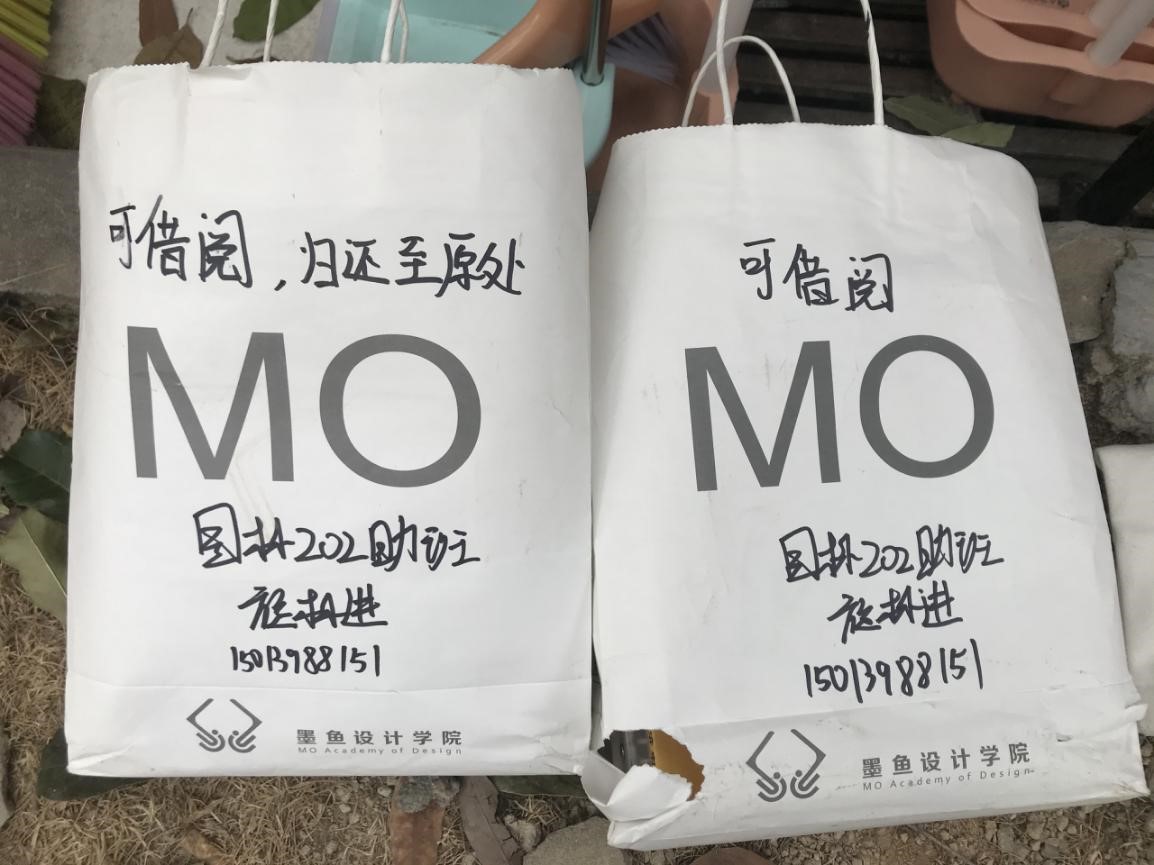 可借阅，归还至原处
MO
园林202助班
15013988151
墨鱼设计学院
MO Academy of Design
可借阅
MO
园林202助班
15013988151
墨鱼设计学院
MO Academy of Design